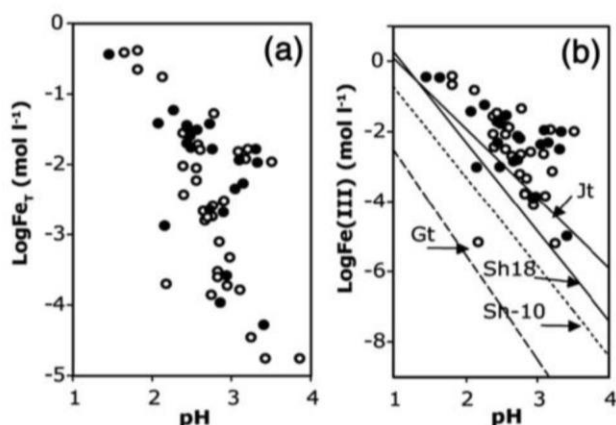 (a)
0
-1
-2
-3
-4
-5
LogFe_T (mol l⁻¹)
1 2 3 4
pH
(b)
0
-2
-4
-6
-8
LogFe(III) (mol l⁻¹)
Jt
Gt
Sh18
Sh-10
1 2 3 4
pH